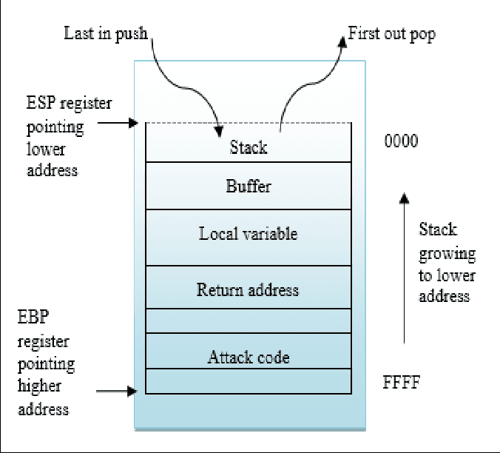 Last in push
First out pop
ESP register
pointing
lower
address
0000
Stack
Buffer
Local variable
Stack
growing
to lower
address
Return address
EBP
register
pointing
higher
address
Attack code
FFFF